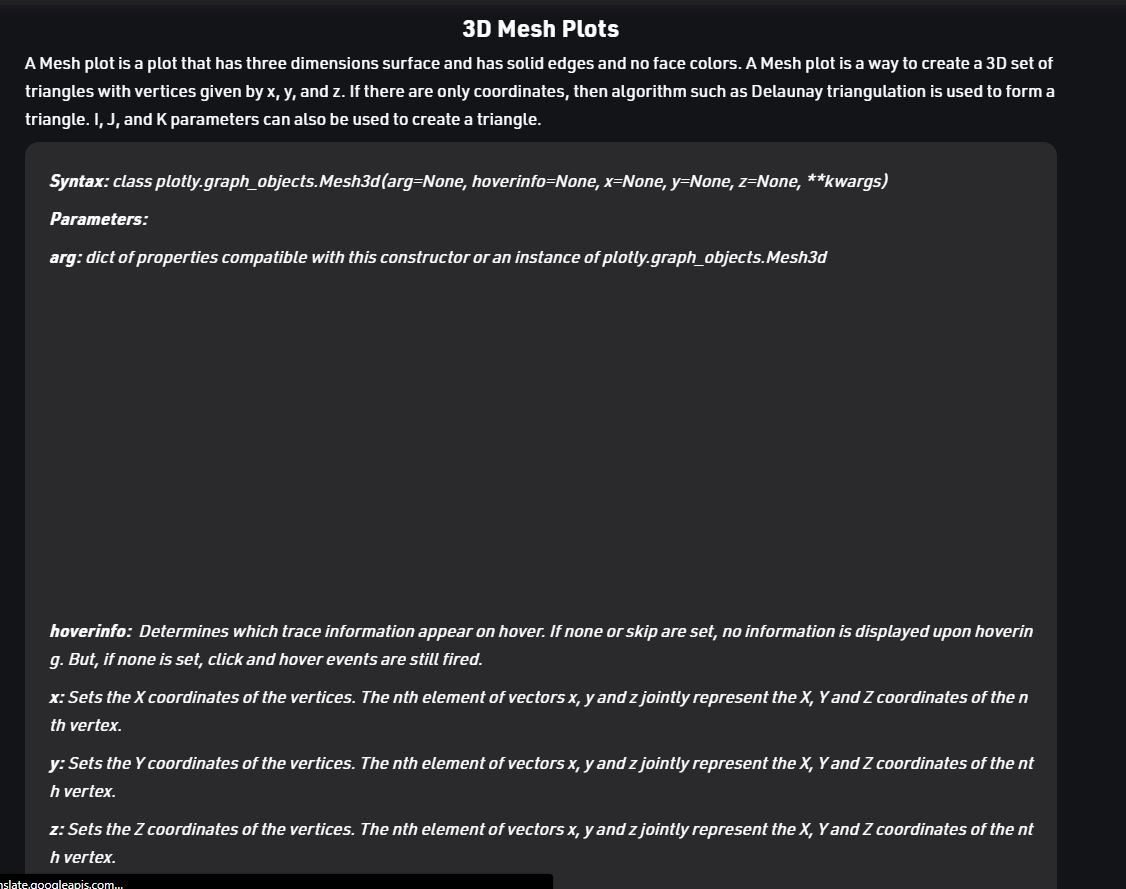 3D Mesh Plots
A Mesh plot is a plot that has three dimensions surface and has solid edges and no face colors. A Mesh plot is a way to create a 3D set of
triangles with vertices given by x, y, and z. If there are only coordinates, then algorithm such as Delaunay triangulation is used to form a
triangle. I, J, and K parameters can also be used to create a triangle.
Syntax: class plotly.graph_objects.Mesh3d(arg=None, hoverinfo=None, x=None, y=None, z=None, **kwargs)
Parameters:
arg: dict of properties compatible with this constructor or an instance of plotly.graph_objects.Mesh3d
hoverinfo: Determines which trace information appear on hover. If none or skip are set, no information is displayed upon hoverin
g. But, if none is set, click and hover events are still fired.
x: Sets the X coordinates of the vertices. The nth element of vectors x, y and z jointly represent the X, Y and Z coordinates of the n
th vertex.
y: Sets the Y coordinates of the vertices. The nth element of vectors x, y and z jointly represent the X, Y and Z coordinates of the nt
h vertex.
z: Sets the Z coordinates of the vertices. The nth element of vectors x, y and z jointly represent the X, Y and Z coordinates of the nt
h vertex.
nslate.googleapis.com...